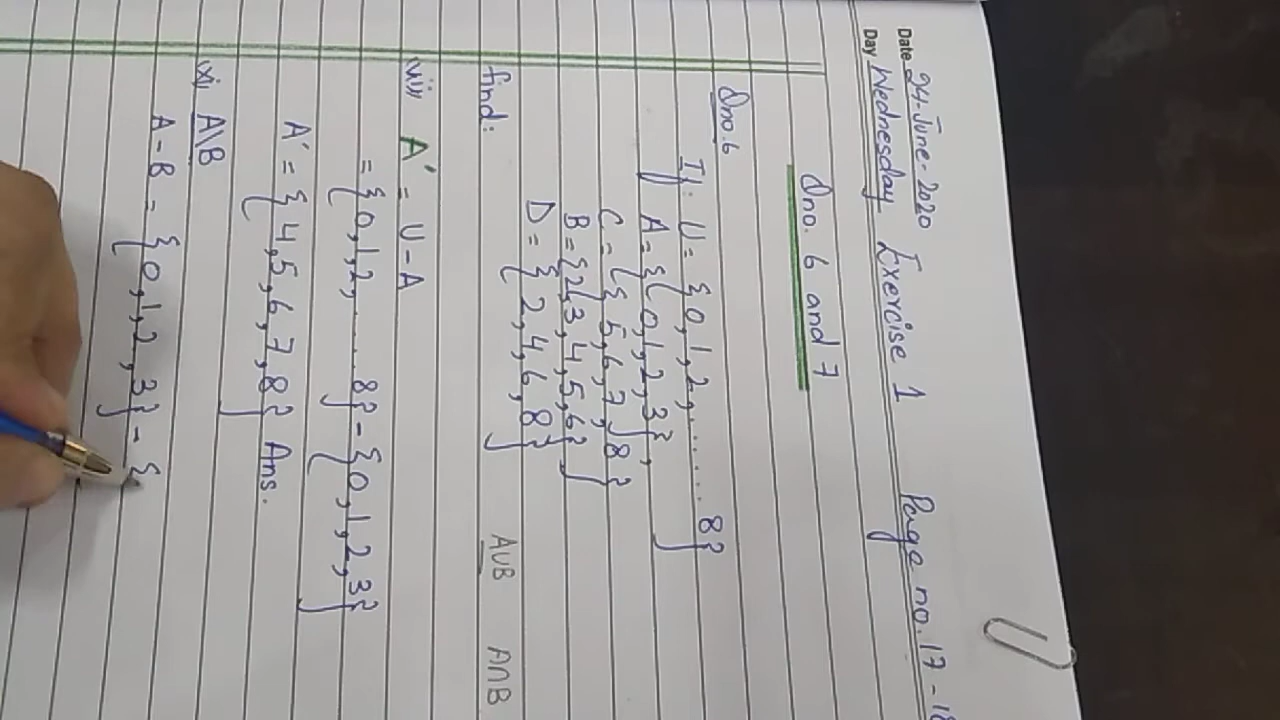 Date 24-June-2020
Day Wednesday Exercise 1 Page no. 17-18
Qno. 6 and 7
Qno.6
If: U = {0,1,2,.......8}
A = {0,1,2,3},
C = {5,6,7,8}
B = {2,3,4,5,6}
D = {2,4,6,8}
find: AUB A∩B
viii, A' = U - A
= {0,1,2,......8} - {0,1,2,3}
A' = {4,5,6,7,8} Ans.
xi, A\B
A - B = {0,1,2,3} - {